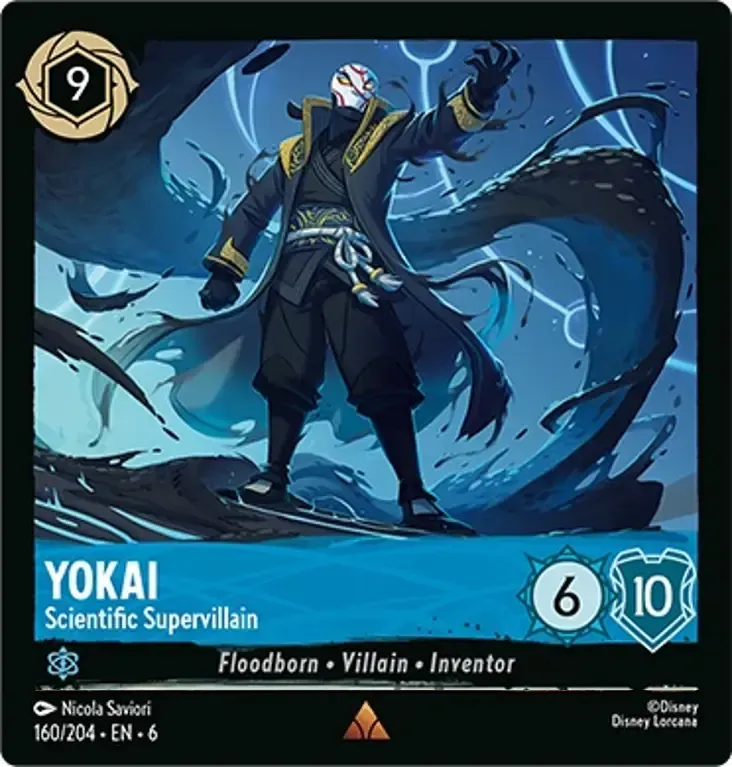 9
YOKAI
Scientific Supervillain
6
10
Floodborn • Villain • Inventor
Nicola Saviori
160/204 • EN • 6
©Disney
Disney Lorcana